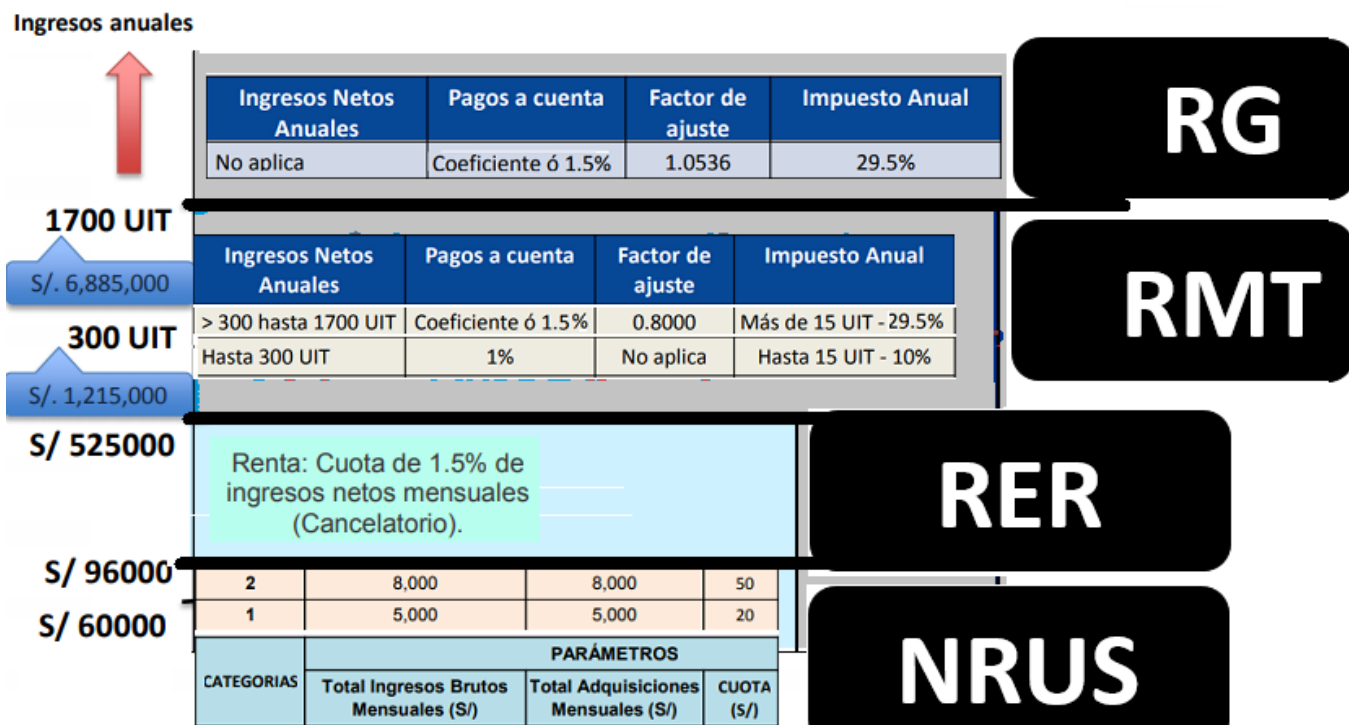 Ingresos anuales
Ingresos Netos Anuales Pagos a cuenta Factor de ajuste Impuesto Anual
No aplica Coeficiente ó 1.5% 1.0536 29.5%
RG
1700 UIT
S/. 6,885,000
Ingresos Netos Anuales Pagos a cuenta Factor de ajuste Impuesto Anual
> 300 hasta 1700 UIT Coeficiente ó 1.5% 0.8000 Más de 15 UIT - 29.5%
Hasta 300 UIT 1% No aplica Hasta 15 UIT - 10%
RMT
300 UIT
S/. 1,215,000
S/ 525000
Renta: Cuota de 1.5% de
ingresos netos mensuales
(Cancelatorio).
RER
S/ 96000
2 8,000 8,000 50
S/ 60000
1 5,000 5,000 20
PARÁMETROS
CATEGORIAS Total Ingresos Brutos Mensuales (S/) Total Adquisiciones Mensuales (S/) CUOTA (S/)
NRUS